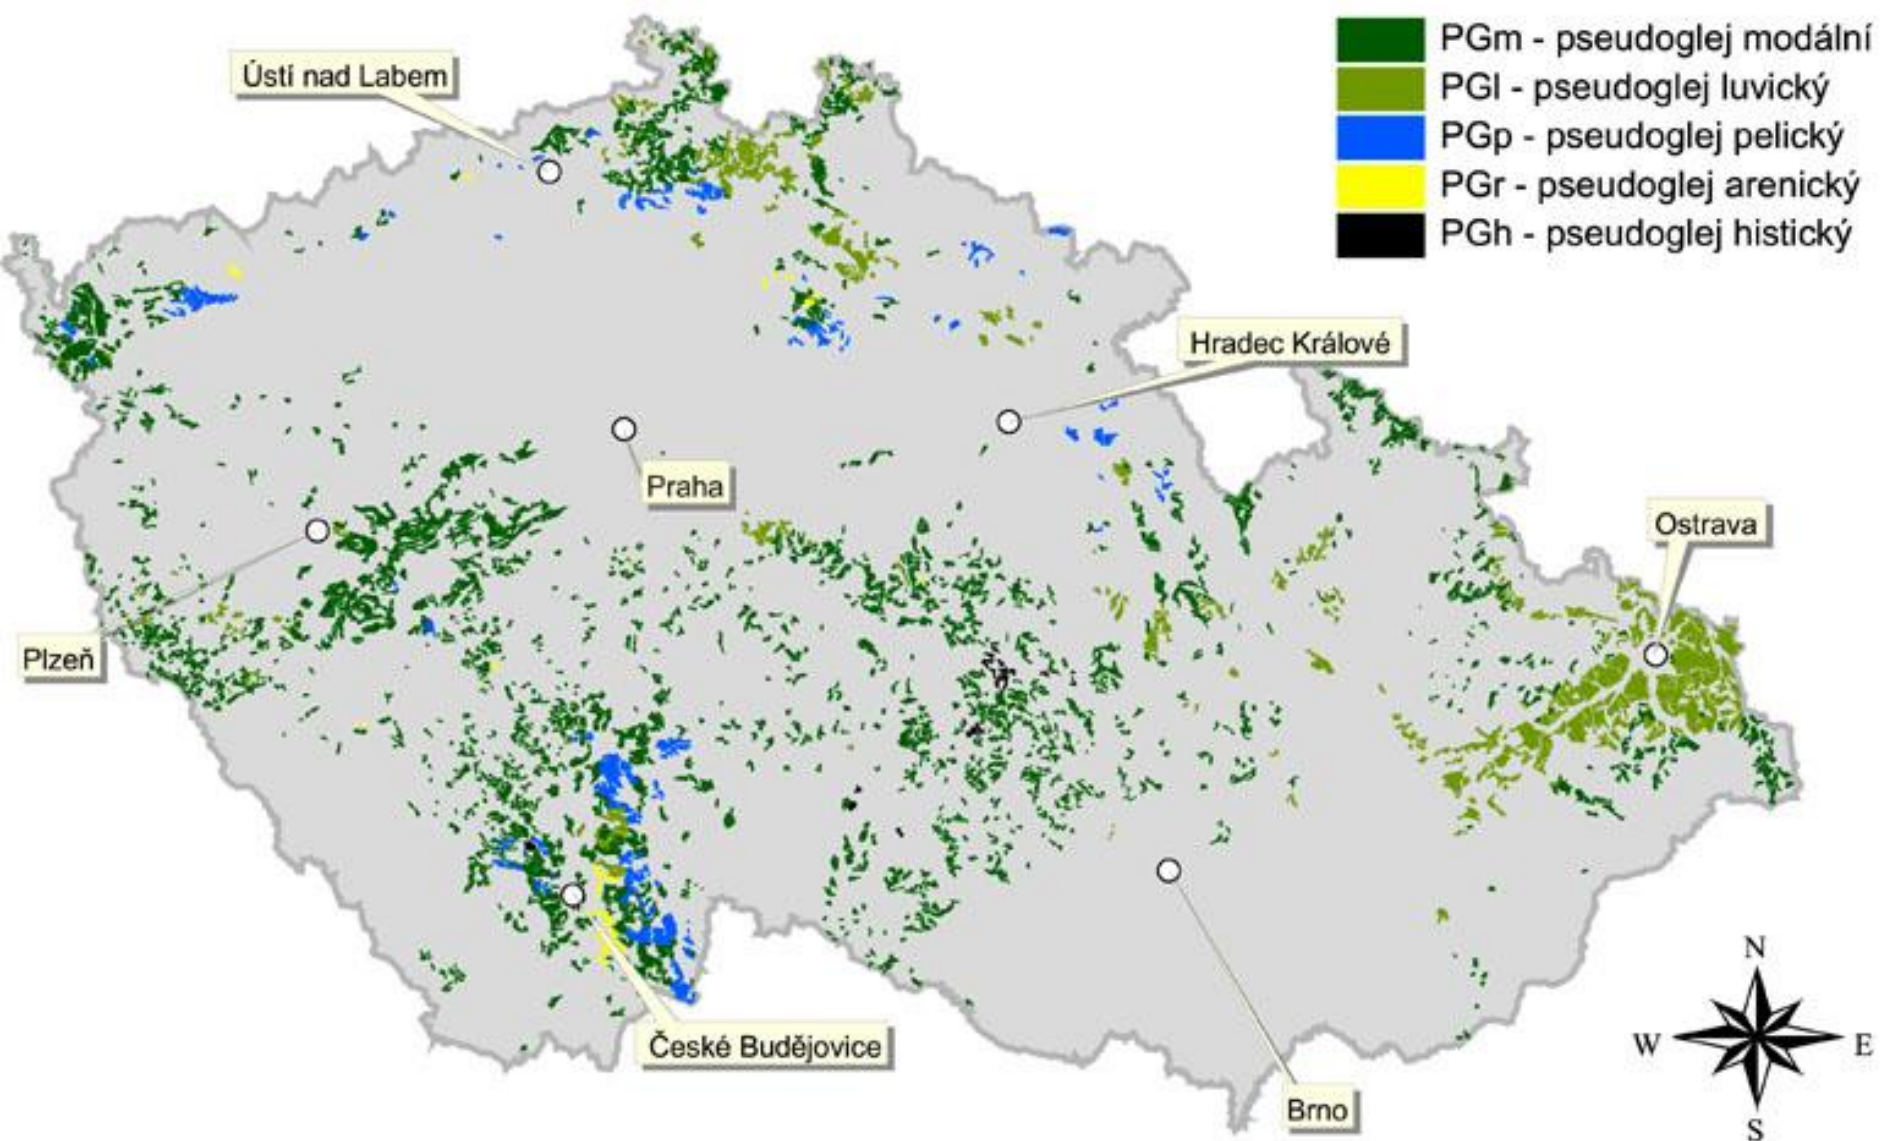 PGm - pseudoglej modální
PGl - pseudoglej luvický
PGp - pseudoglej pelický
PGr - pseudoglej arenický
PGh - pseudoglej histický
Ústí nad Labem
Hradec Králové
Praha
Ostrava
Plzeň
České Budějovice
Brno
N
W
E
S